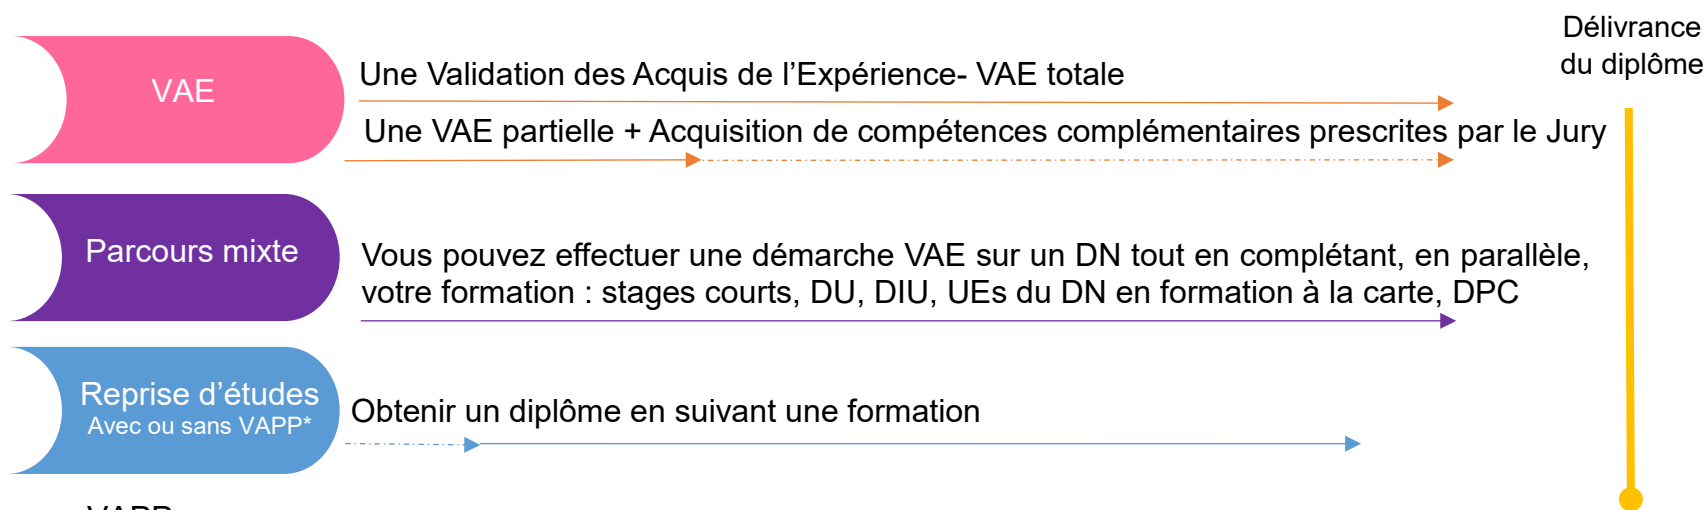 Délivrance
du diplôme
VAE
Une Validation des Acquis de l’Expérience- VAE totale
Une VAE partielle + Acquisition de compétences complémentaires prescrites par le Jury
Parcours mixte
Vous pouvez effectuer une démarche VAE sur un DN tout en complétant, en parallèle,
votre formation : stages courts, DU, DIU, UEs du DN en formation à la carte, DPC
Reprise d’études
Avec ou sans VAPP*
Obtenir un diplôme en suivant une formation
VAPP